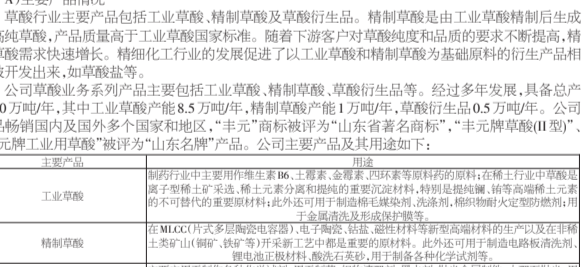 A)主要产品情况
草酸行业主要产品包括工业草酸、精制草酸及草酸衍生品。精制草酸是由工业草酸精制后生成
高纯草酸,产品质量高于工业草酸国家标准。随着下游客户对草酸纯度和品质的要求不断提高,精
草酸需求快速增长。精细化工行业的发展促进了以工业草酸和精制草酸为基础原料的衍生产品相
被开发出来,如草酸盐等。
公司草酸业务系列产品主要包括工业草酸、精制草酸、草酸衍生品等。经过多年发展,具备总产
0万吨/年,其中工业草酸产能8.5万吨/年,精制草酸产能1万吨/年,草酸衍生品0.5万吨/年。公司
品畅销国内及国外多个国家和地区,“丰元”商标被评为“山东省著名商标”,“丰元牌草酸(II型)”、
元牌工业用草酸”被评为“山东名牌”产品。公司主要产品及其用途如下:
主要产品 用途
制药行业中主要用作维生素B6、土霉素、金霉素、四环素等原料药的原料;在稀土行业中草酸是
离子型稀土矿采选、稀土元素分离和提纯的重要沉淀材料,特别是提纯镧、铕等高端稀土元素
工业草酸
的不可替代的重要原料;此外还可用于制造棉毛媒染剂、洗涤剂、棉织物耐火定型防燃剂;用
于金属清洗及形成保护膜等。
在MLCC(片式多层陶瓷电容器)、电子陶瓷、钴盐、磁性材料等新型高端材料的生产以及在非稀
精制草酸
土类矿山(铜矿、铁矿等)开采新工艺中都是重要的原材料。此外还可用于制造电路板清洗剂、
锂电池正极材料、酸洗石英砂,用于制备各种化学试剂等。